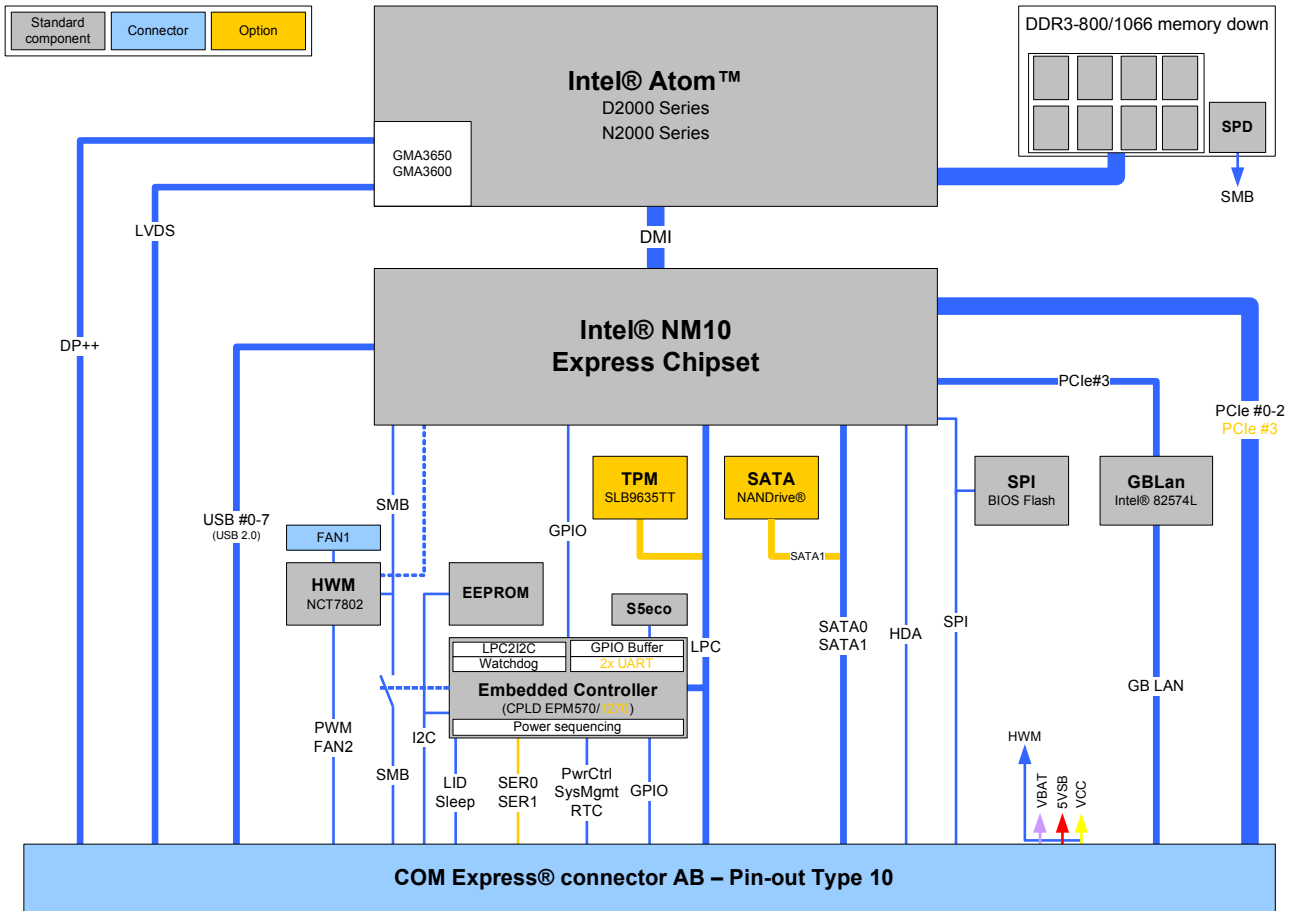 Standard
component
Connector
Option
DDR3-800/1066 memory down
SPD
SMB
Intel® Atom™
D2000 Series
N2000 Series
GMA3650
GMA3600
LVDS
DMI
DP++
Intel® NM10
Express Chipset
PCIe#3
PCIe #0-2
PCIe #3
TPM
SLB9635TT
SATA
NANDrive®
SPI
BIOS Flash
GBLan
Intel® 82574L
SMB
USB #0-7
(USB 2.0)
GPIO
FAN1
SATA1
HWM
NCT7802
EEPROM
S5eco
LPC
SATA0
SATA1
HDA
SPI
LPC2I2C
GPIO Buffer
Watchdog
2x UART
Embedded Controller
(CPLD EPM570/1270)
Power sequencing
GB LAN
PWM
FAN2
I2C
SMB
LID
Sleep
SER0
SER1
PwrCtrl
SysMgmt
RTC
GPIO
HWM
VBAT
5VSB
VCC
COM Express® connector AB – Pin-out Type 10